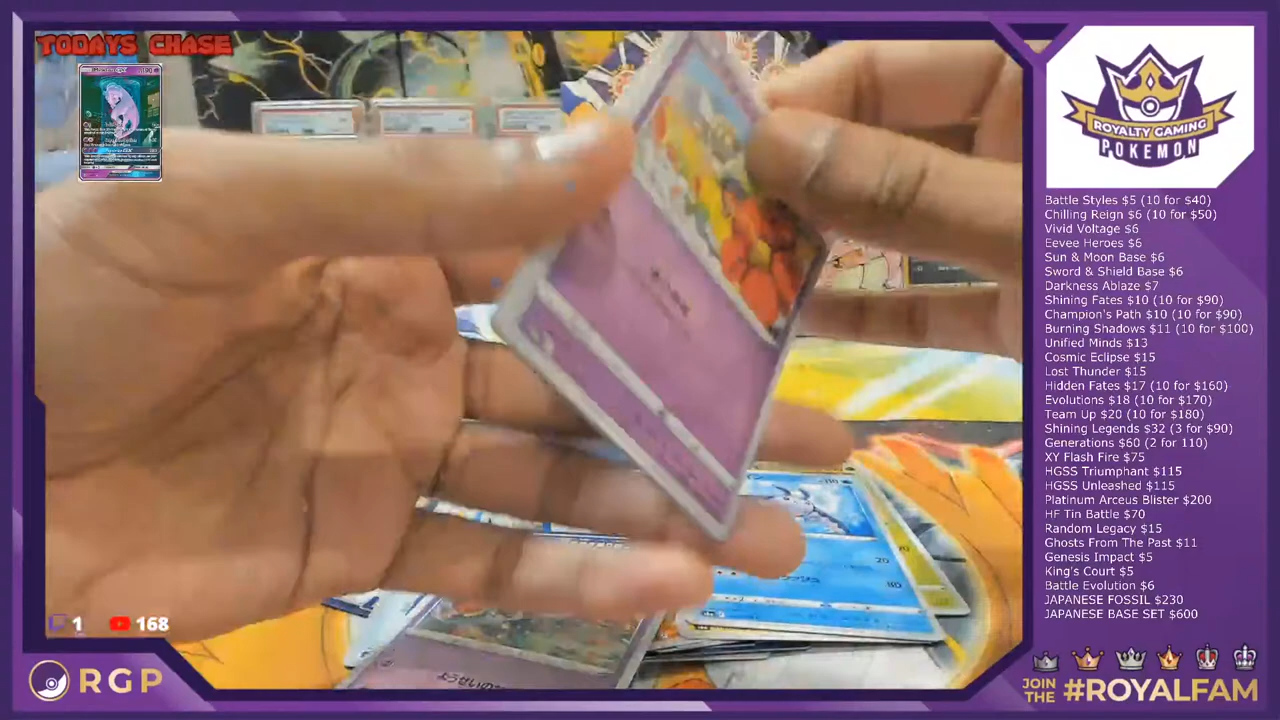 TODAYS CHASE
ROYALTY GAMING
POKEMON
Battle Styles $5 (10 for $40)
Chilling Reign $6 (10 for $50)
Vivid Voltage $6
Eevee Heroes $6
Sun & Moon Base $6
Sword & Shield Base $6
Darkness Ablaze $7
Shining Fates $10 (10 for $90)
Champion's Path $10 (10 for $90)
Burning Shadows $11 (10 for $100)
Unified Minds $13
Cosmic Eclipse $15
Lost Thunder $15
Hidden Fates $17 (10 for $160)
Evolutions $18 (10 for $170)
Team Up $20 (10 for $180)
Shining Legends $32 (3 for $90)
Generations $60 (2 for 110)
XY Flash Fire $75
HGSS Triumphant $115
HGSS Unleashed $115
Platinum Arceus Blister $200
HF Tin Battle $70
Random Legacy $15
Ghosts From The Past $11
Genesis Impact $5
King's Court $5
Battle Evolution $6
JAPANESE FOSSIL $230
JAPANESE BASE SET $600
1 168
RGP
JOIN THE #ROYALFAM